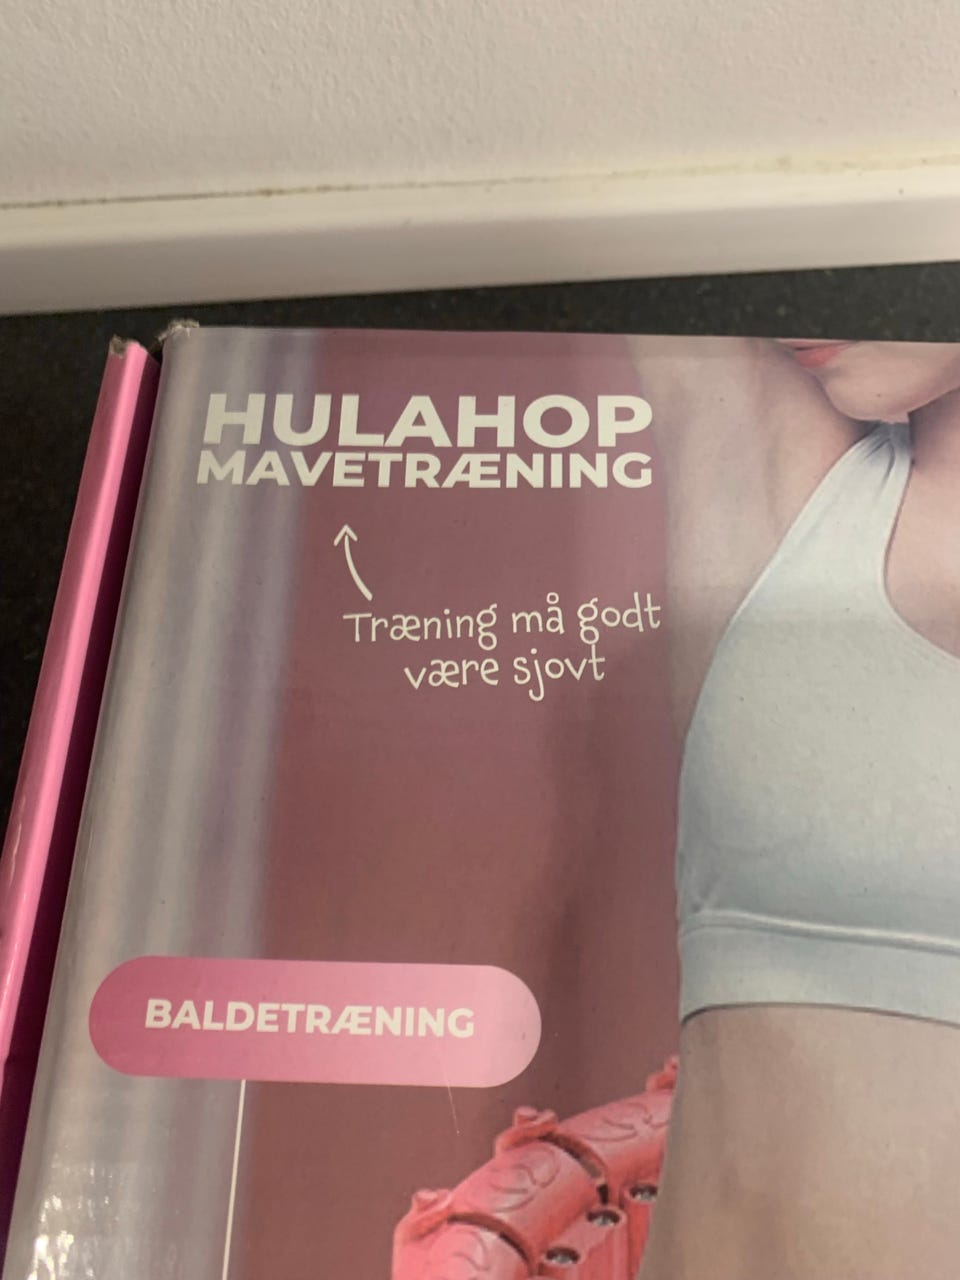 HULAHOP
MAVETRÆNING
Træning må godt
være sjovt
BALDETRÆNING